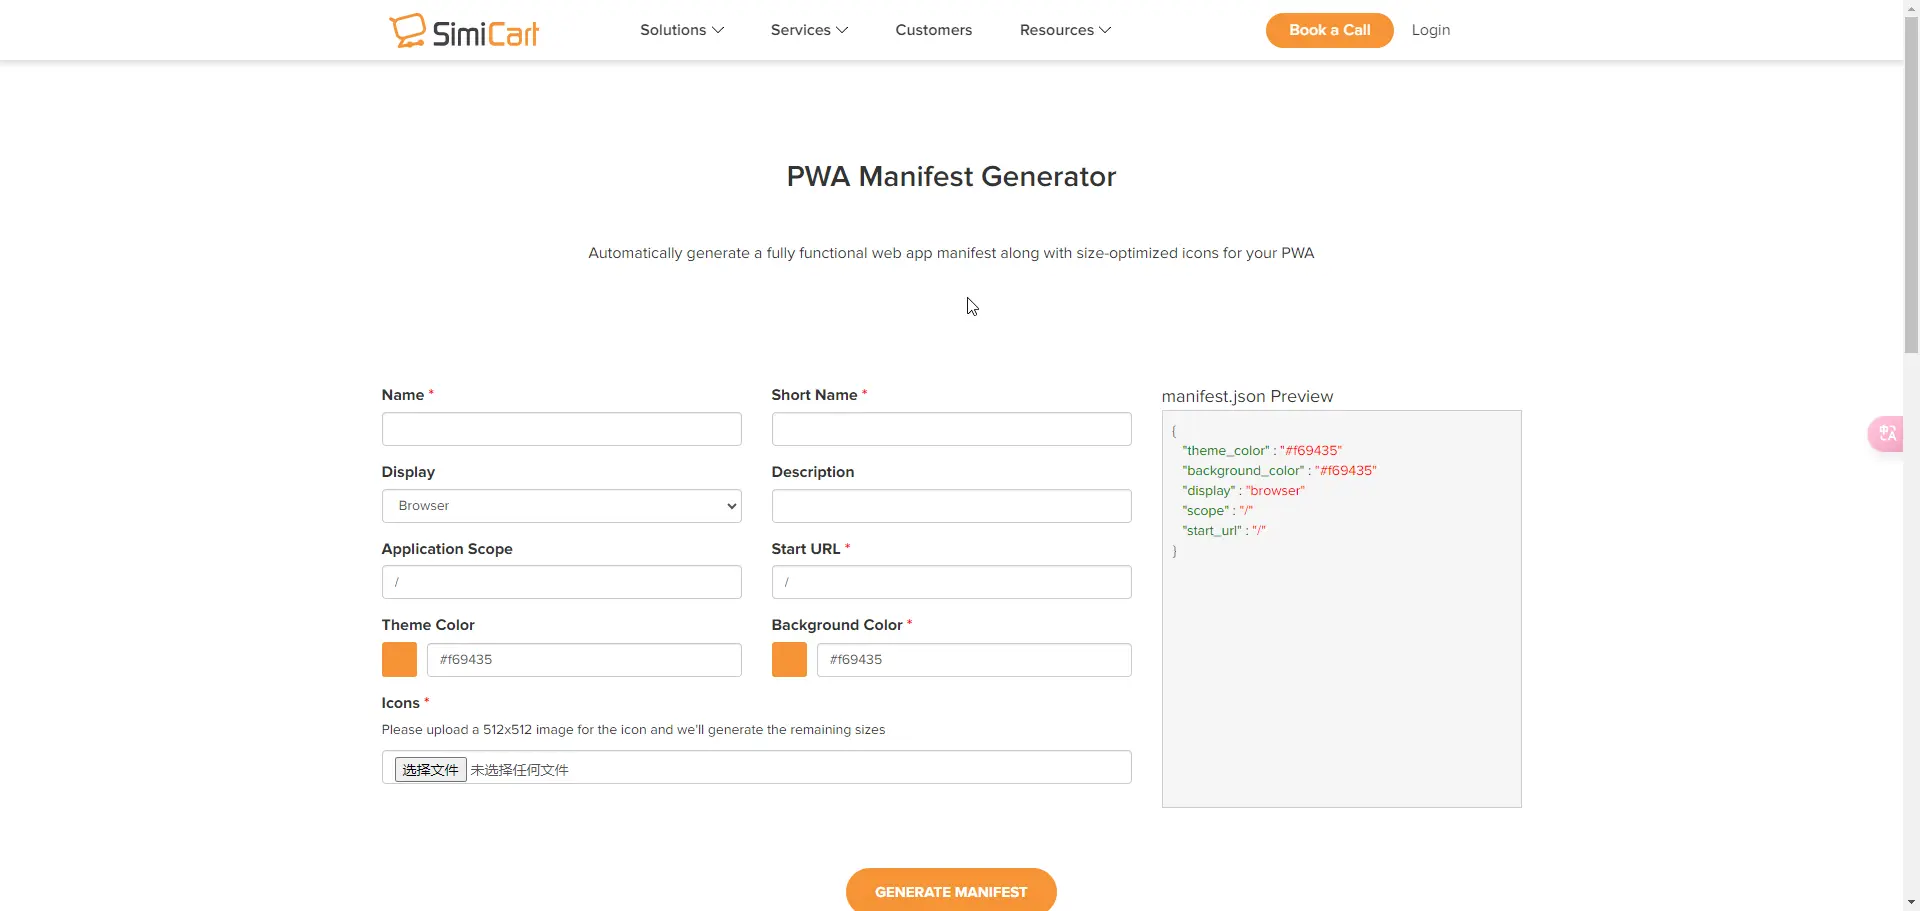 SimiCart
Solutions
Services
Customers
Resources
Book a Call
Login
PWA Manifest Generator
Automatically generate a fully functional web app manifest along with size-optimized icons for your PWA
Name *
Short Name *
manifest.json Preview
{
"theme_color" : "#f69435"
"background_color" : "#f69435"
"display" : "browser"
"scope" : "/"
"start_url" : "/"
}
Display
Description
Browser
Application Scope
Start URL *
/
/
Theme Color
Background Color *
#f69435
#f69435
Icons *
Please upload a 512x512 image for the icon and we'll generate the remaining sizes
选择文件 未选择任何文件
GENERATE MANIFEST